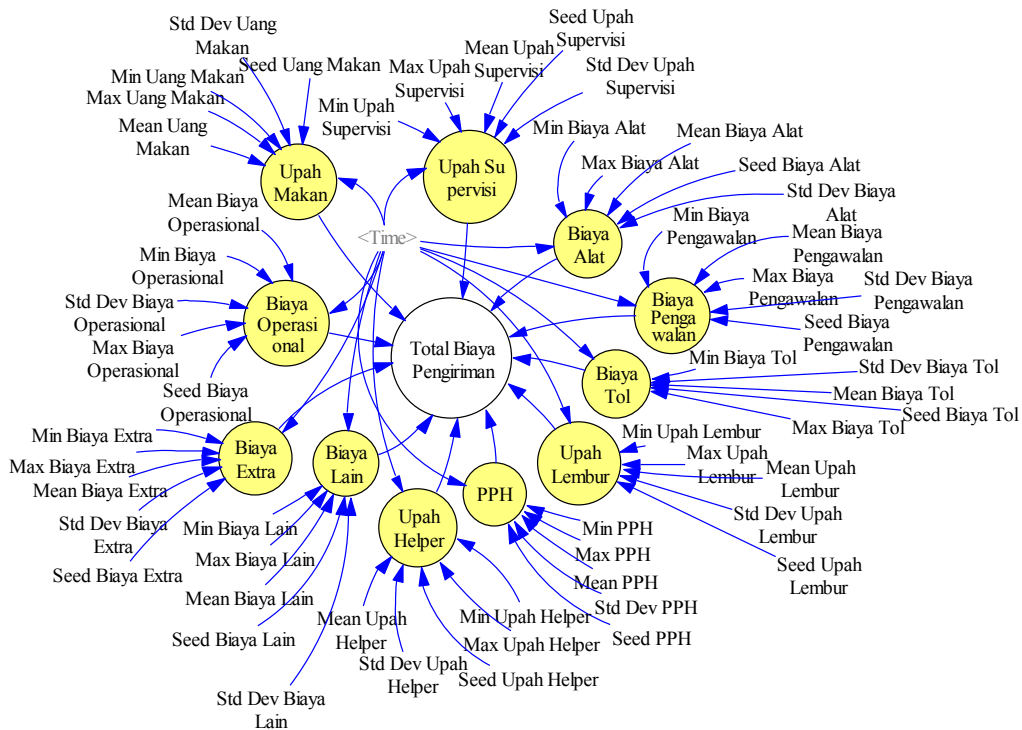 Std Dev Uang
Makan
Seed Uang Makan
Min Uang Makan
Max Uang Makan
Mean Uang
Makan
Upah
Makan
Min Upah
Supervisi
Max Upah
Supervisi
Mean Upah
Supervisi
Seed Upah
Supervisi
Std Dev Upah
Supervisi
Upah Su
pervisi
Min Biaya Alat
Max Biaya Alat
Mean Biaya Alat
Seed Biaya Alat
Std Dev Biaya
Alat
Biaya
Alat
<Time>
Min Biaya
Pengawalan
Mean Biaya
Pengawalan
Max Biaya
Pengawalan
Std Dev Biaya
Pengawalan
Seed Biaya
Pengawalan
Biaya
Penga
walan
Mean Biaya
Operasional
Min Biaya
Operasional
Std Dev Biaya
Operasional
Max Biaya
Operasional
Seed Biaya
Operasional
Biaya
Operasi
onal
Total Biaya
Pengiriman
Biaya
Tol
Min Biaya Tol
Std Dev Biaya Tol
Mean Biaya Tol
Seed Biaya Tol
Max Biaya Tol
Min Biaya Extra
Max Biaya Extra
Mean Biaya Extra
Std Dev Biaya
Extra
Seed Biaya Extra
Biaya
Extra
Biaya
Lain
Min Biaya Lain
Max Biaya Lain
Mean Biaya Lain
Seed Biaya Lain
Std Dev Biaya
Lain
Upah
Helper
Mean Upah
Helper
Std Dev Upah
Helper
Min Upah Helper
Max Upah Helper
Seed Upah Helper
PPH
Min PPH
Max PPH
Mean PPH
Std Dev PPH
Seed PPH
Upah
Lembur
Min Upah Lembur
Max Upah
Lembur
Mean Upah
Lembur
Std Dev Upah
Lembur
Seed Upah
Lembur